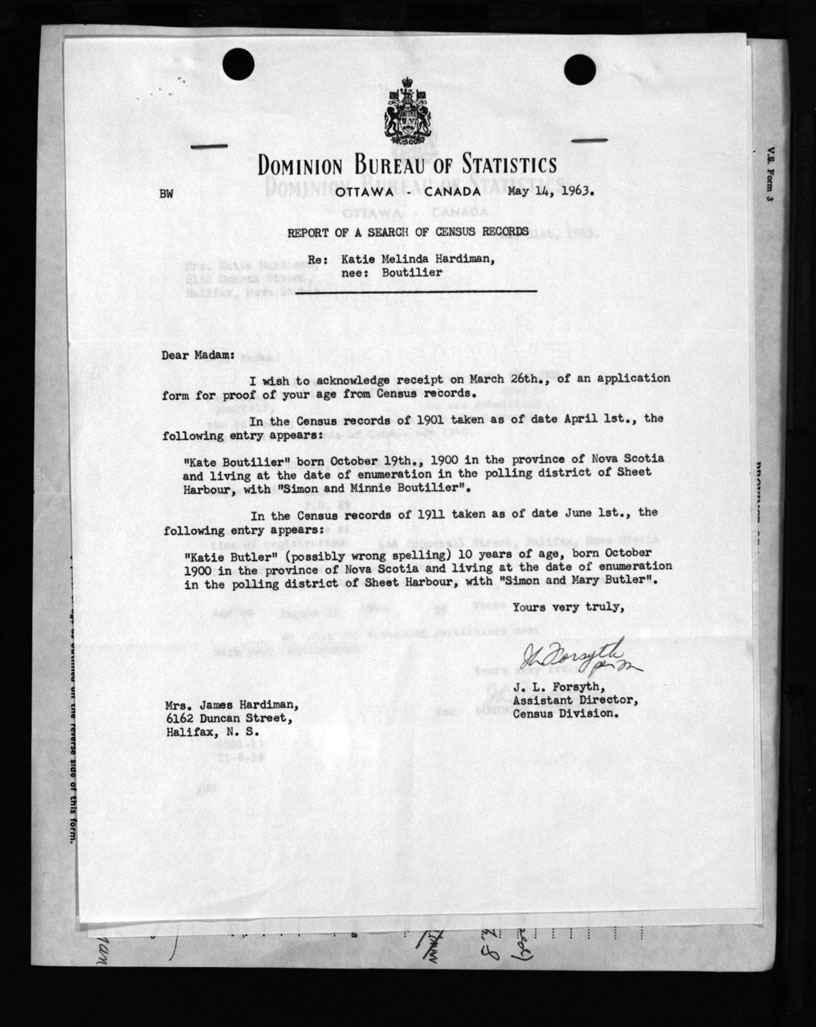 DOMINION BUREAU OF STATISTICS
BW OTTAWA - CANADA May 14, 1963.
REPORT OF A SEARCH OF CENSUS RECORDS
Re: Katie Melinda Hardiman,
nee: Boutilier
Dear Madam:
I wish to acknowledge receipt on March 26th., of an application
form for proof of your age from Census records.
In the Census records of 1901 taken as of date April 1st., the
following entry appears:
"Kate Boutilier" born October 19th., 1900 in the province of Nova Scotia
and living at the date of enumeration in the polling district of Sheet
Harbour, with "Simon and Minnie Boutilier".
In the Census records of 1911 taken as of date June 1st., the
following entry appears:
"Katie Butler" (possibly wrong spelling) 10 years of age, born October
1900 in the province of Nova Scotia and living at the date of enumeration
in the polling district of Sheet Harbour, with "Simon and Mary Butler".
Yours very truly,
J. L. Forsyth,
Assistant Director,
Census Division.
Mrs. James Hardiman,
6162 Duncan Street,
Halifax, N. S.
V.S. Form 3
on the reverse side of this form.